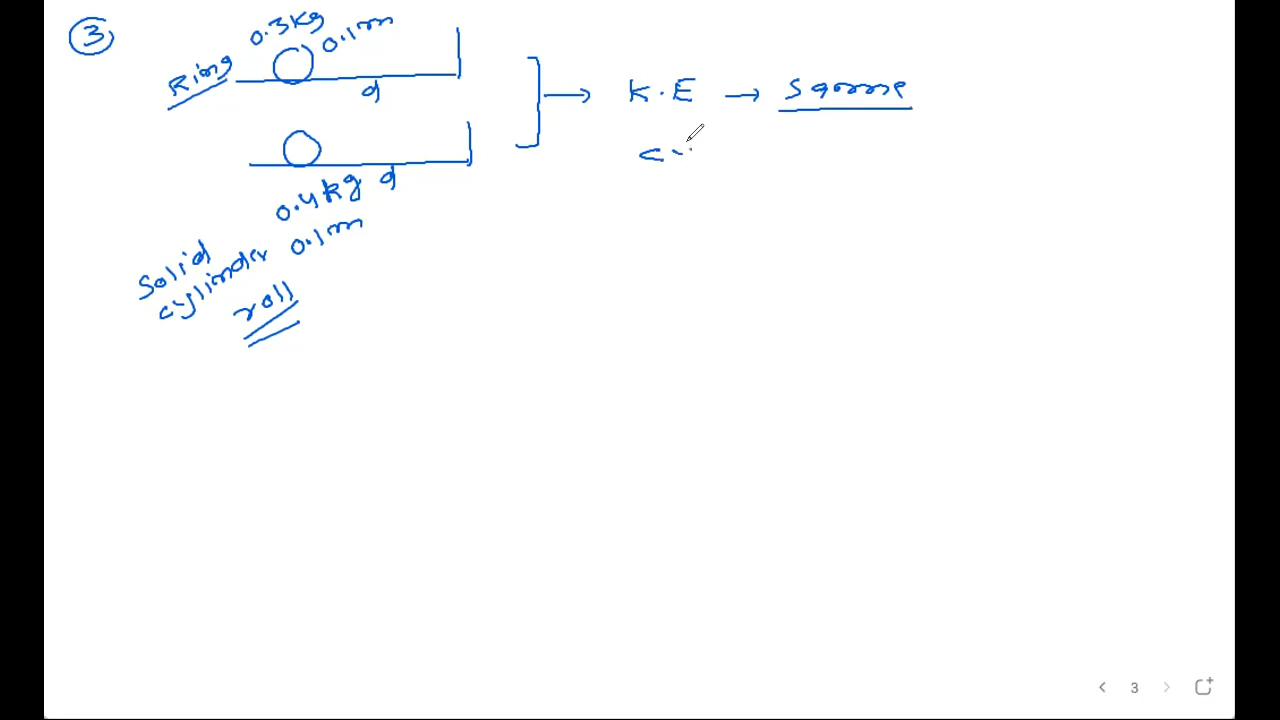 3
Ring 0.3kg
0.1m
d
K.E → Same
0.4kg d
0.1m
Solid
cylinder
roll
3